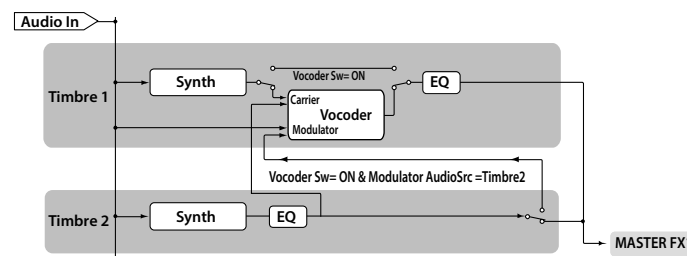 Audio In
Timbre 1
Synth
Vocoder Sw= ON
Carrier
Vocoder
Modulator
EQ
Vocoder Sw= ON & Modulator AudioSrc =Timbre2
Timbre 2
Synth
EQ
MASTER FX